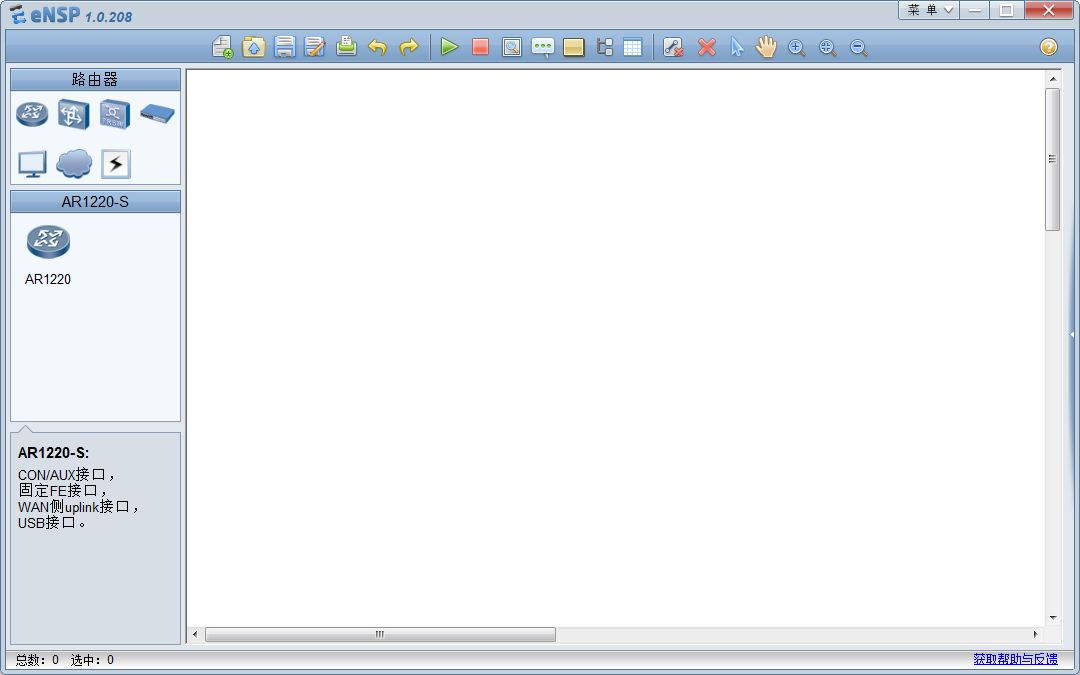 eNSP 1.0.208
菜 单
路由器
AR1220-S
AR1220
AR1220-S:
CON/AUX接口，
固定FE接口，
WAN侧uplink接口，
USB接口。
总数：0 选中：0
获取帮助与反馈